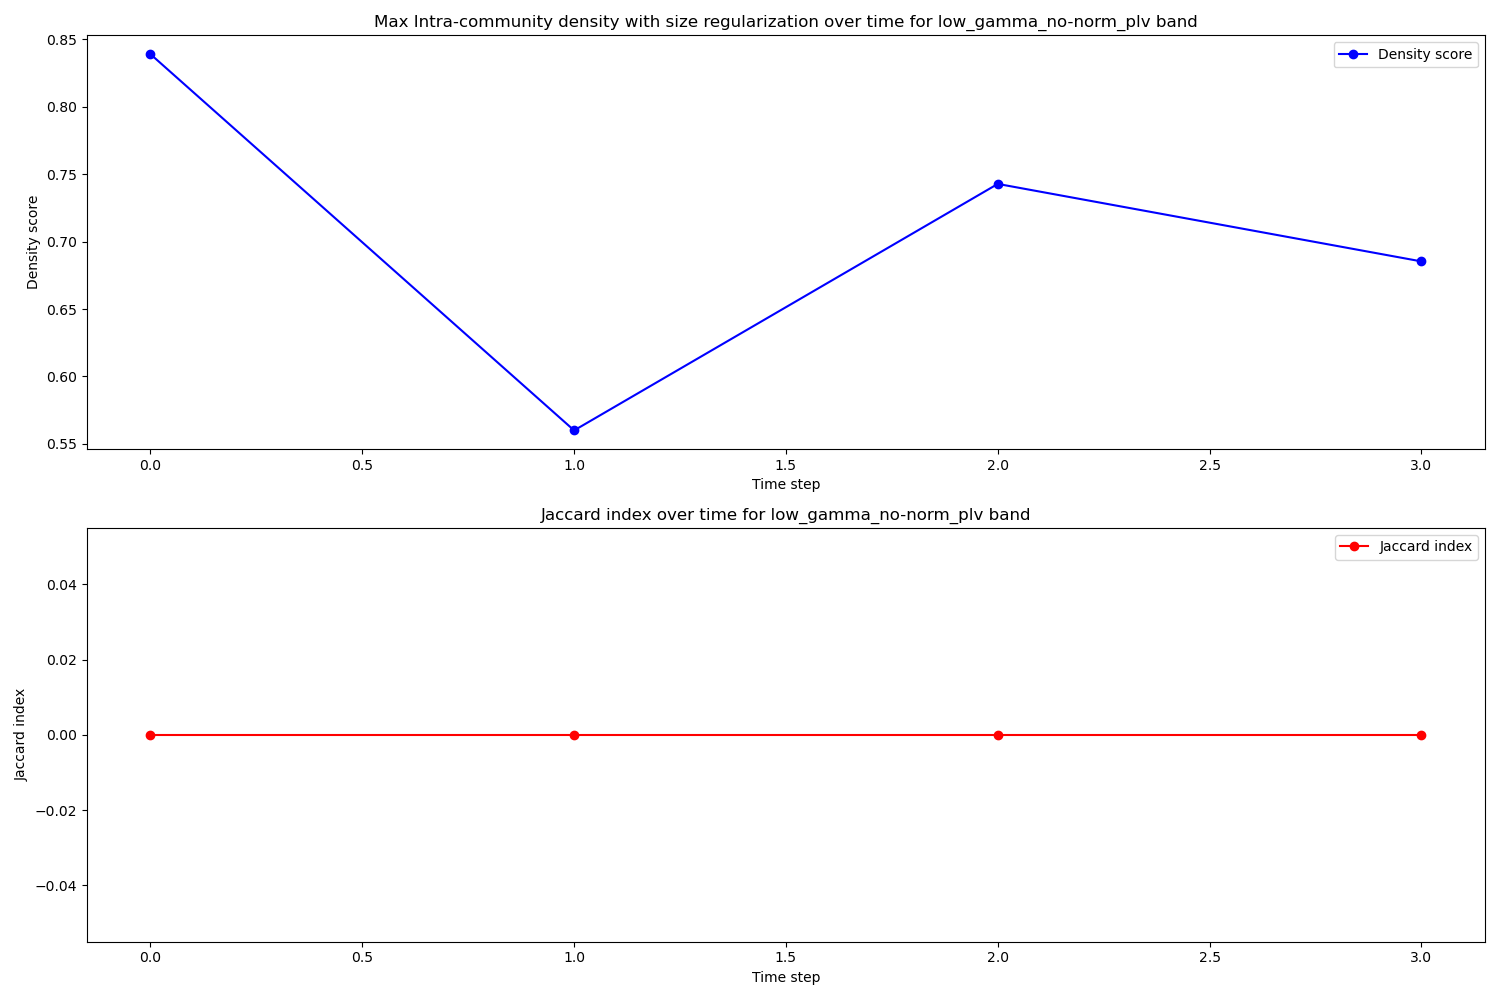 Max Intra-community density with size regularization over time for low_gamma_no-norm_plv band
Density score
0.85
0.80
0.75
0.70
0.65
0.60
0.55
Density score
0.0 0.5 1.0 1.5 2.0 2.5 3.0
Time step
Jaccard index over time for low_gamma_no-norm_plv band
Jaccard index
0.04
0.02
0.00
−0.02
−0.04
Jaccard index
0.0 0.5 1.0 1.5 2.0 2.5 3.0
Time step